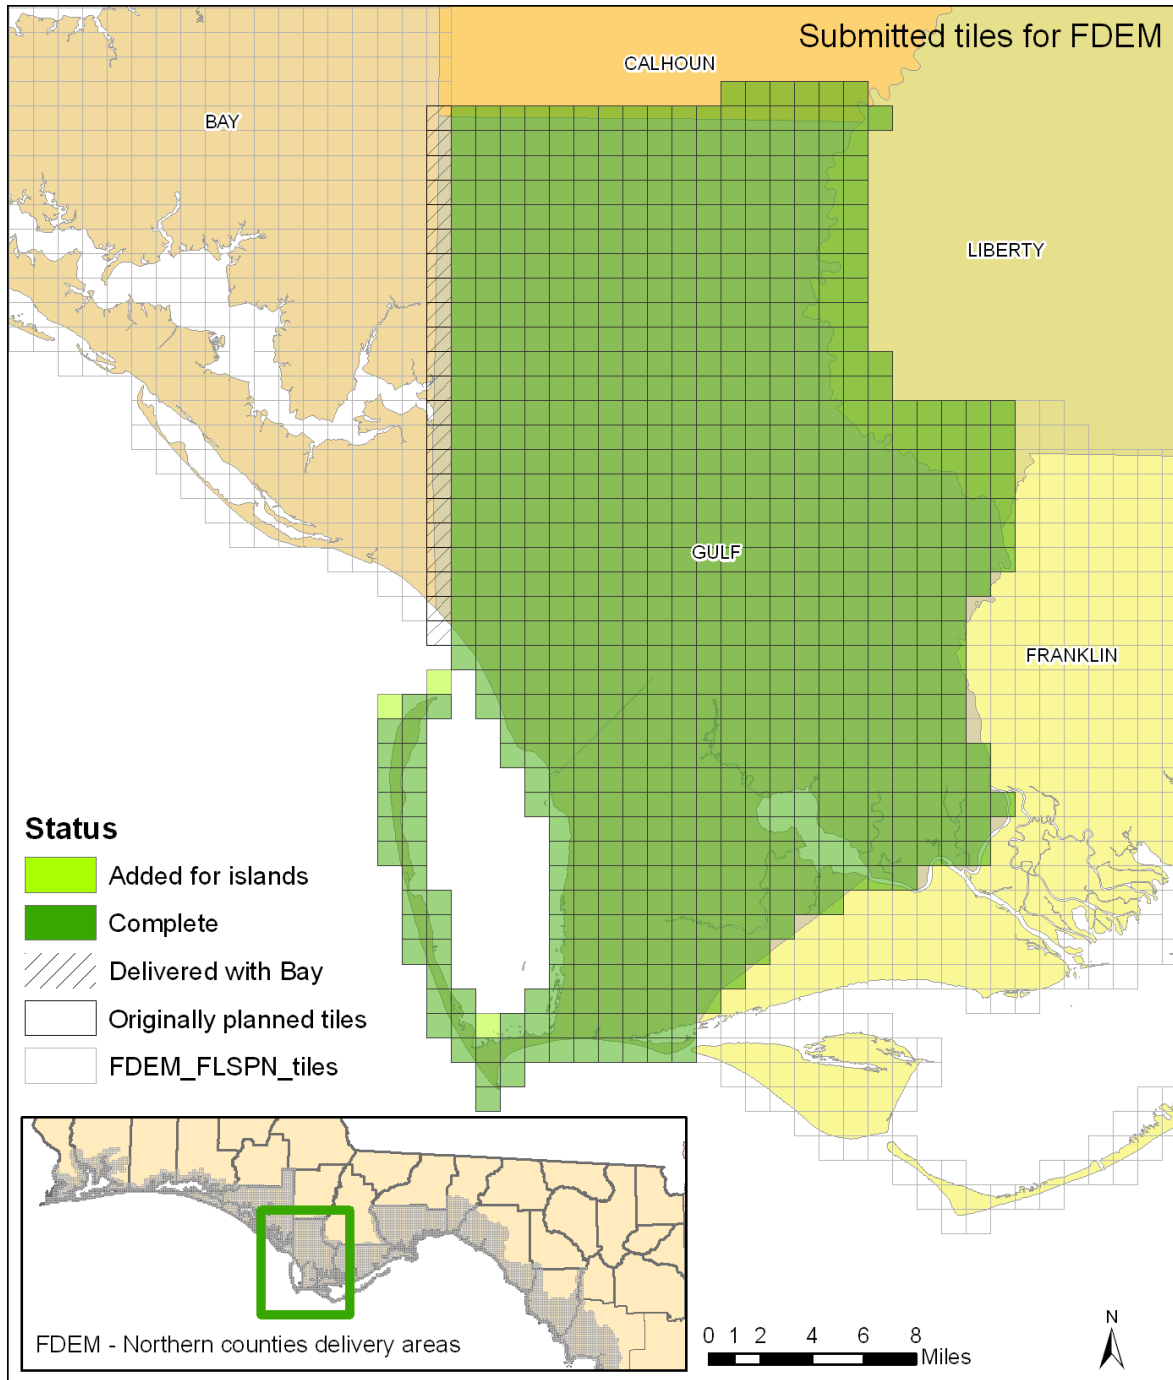 Submitted tiles for FDEM
CALHOUN
BAY
LIBERTY
GULF
FRANKLIN
Status
Added for islands
Complete
Delivered with Bay
Originally planned tiles
FDEM_FLSPN_tiles
FDEM - Northern counties delivery areas
0 1 2 4 6 8
Miles
N